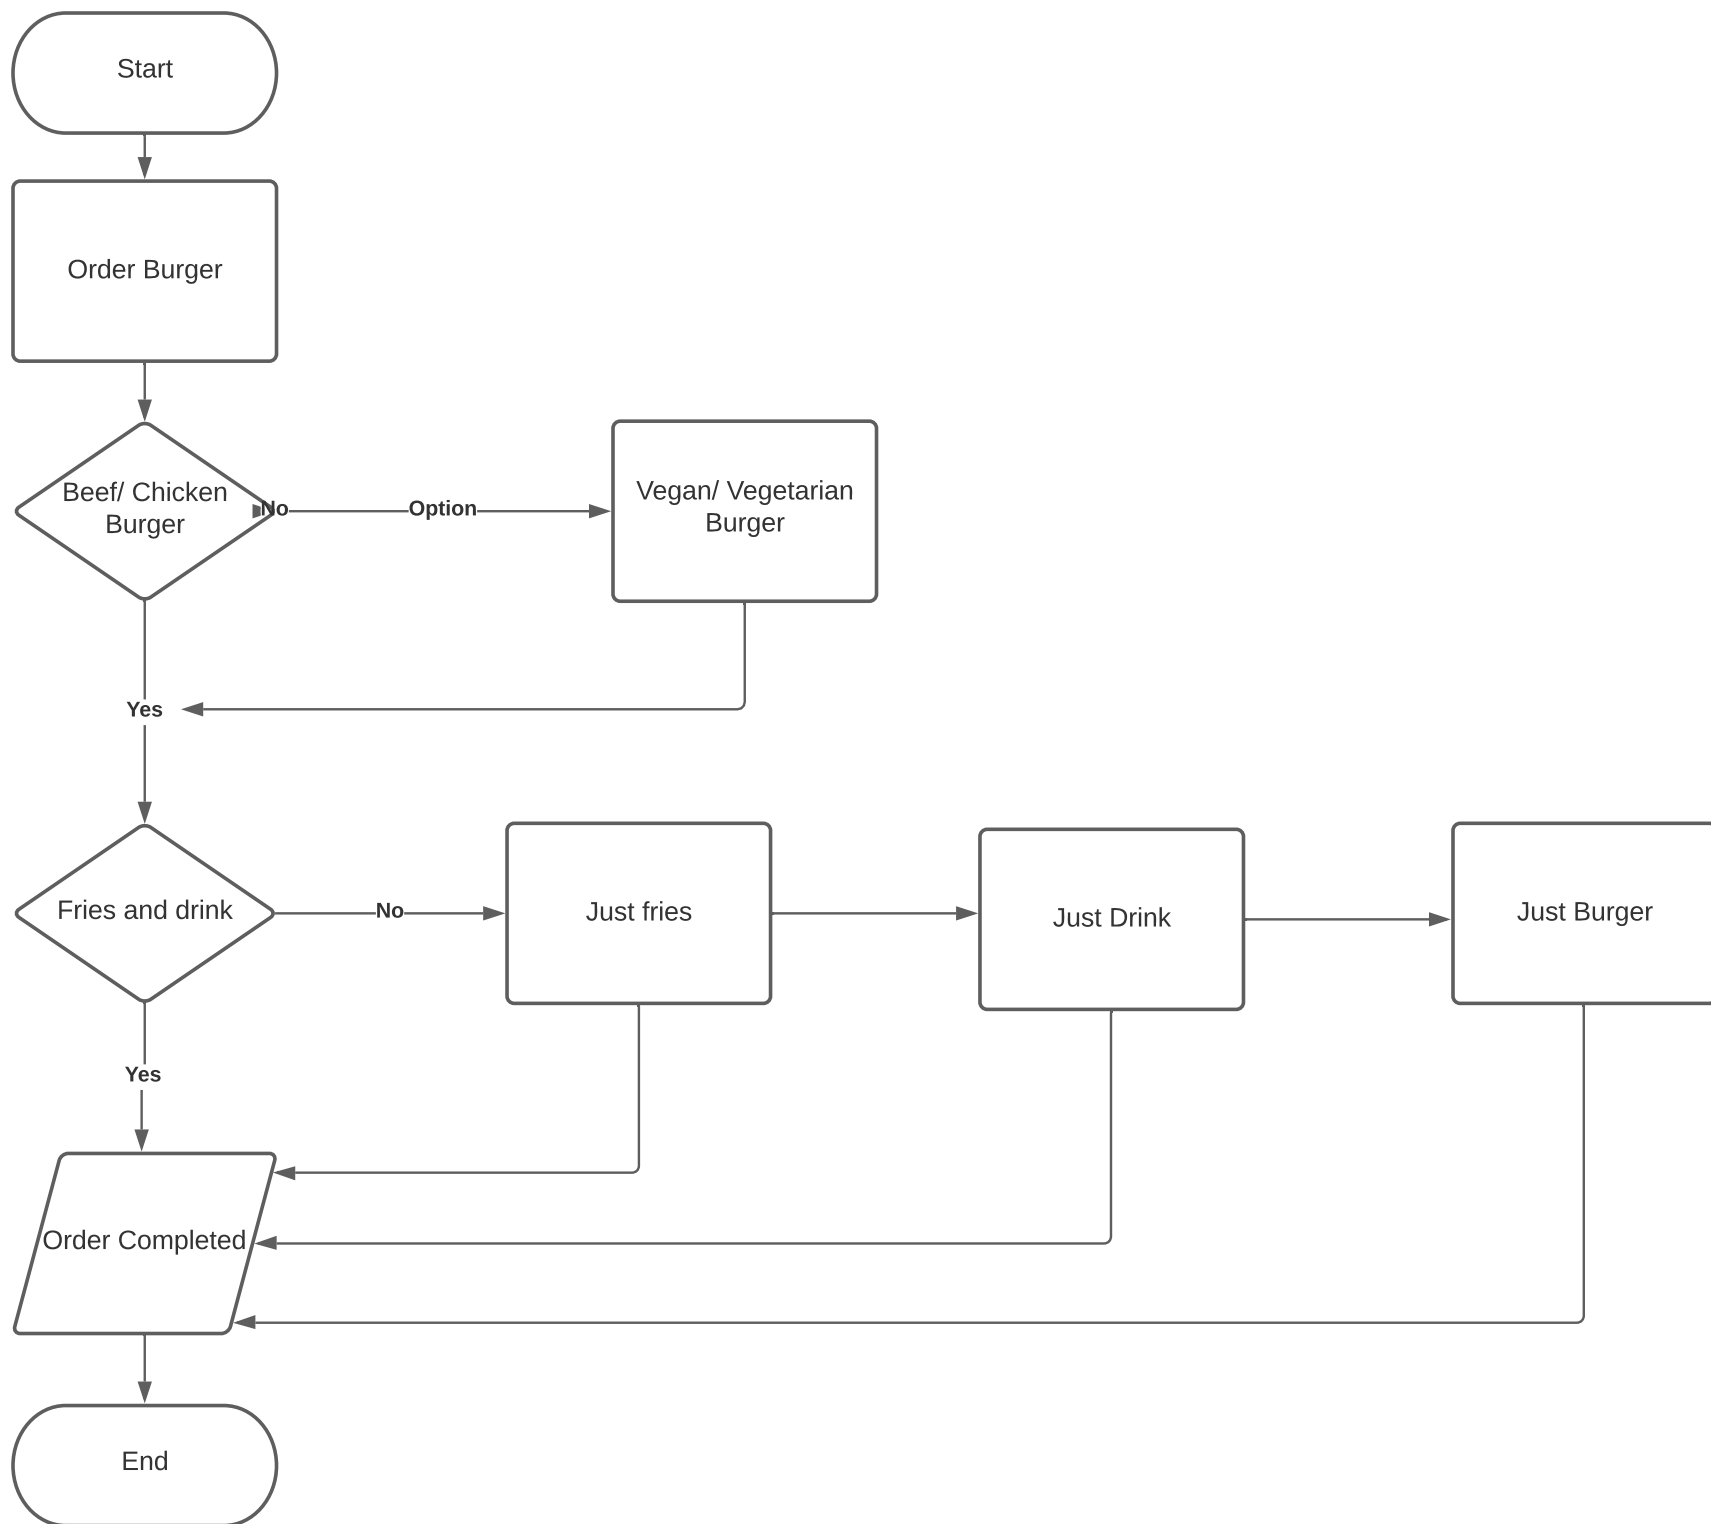 Start
Order Burger
Beef/ Chicken
Burger
No
Option
Vegan/ Vegetarian
Burger
Yes
Fries and drink
No
Just fries
Just Drink
Just Burger
Yes
Order Completed
End